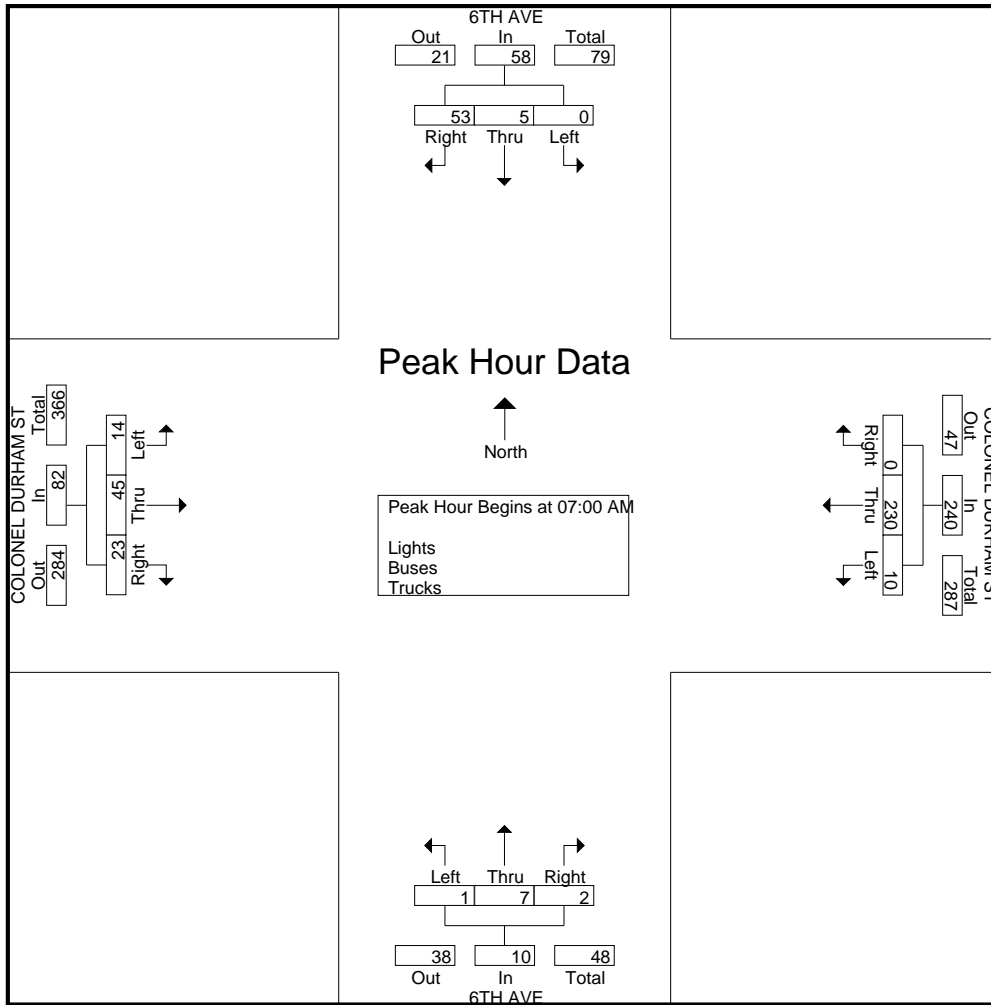 6TH AVE
Out In Total
21 58 79
53 5 0
Right Thru Left
Peak Hour Data
North
Peak Hour Begins at 07:00 AM
Lights
Buses
Trucks
COLONEL DURHAM ST
Out In Total
284 82 366
14 45 23
Left Thru Right
COLONEL DURHAM ST
Out In Total
47 240 287
0 230 10
Right Thru Left
Left Thru Right
1 7 2
38 10 48
Out In Total
6TH AVE